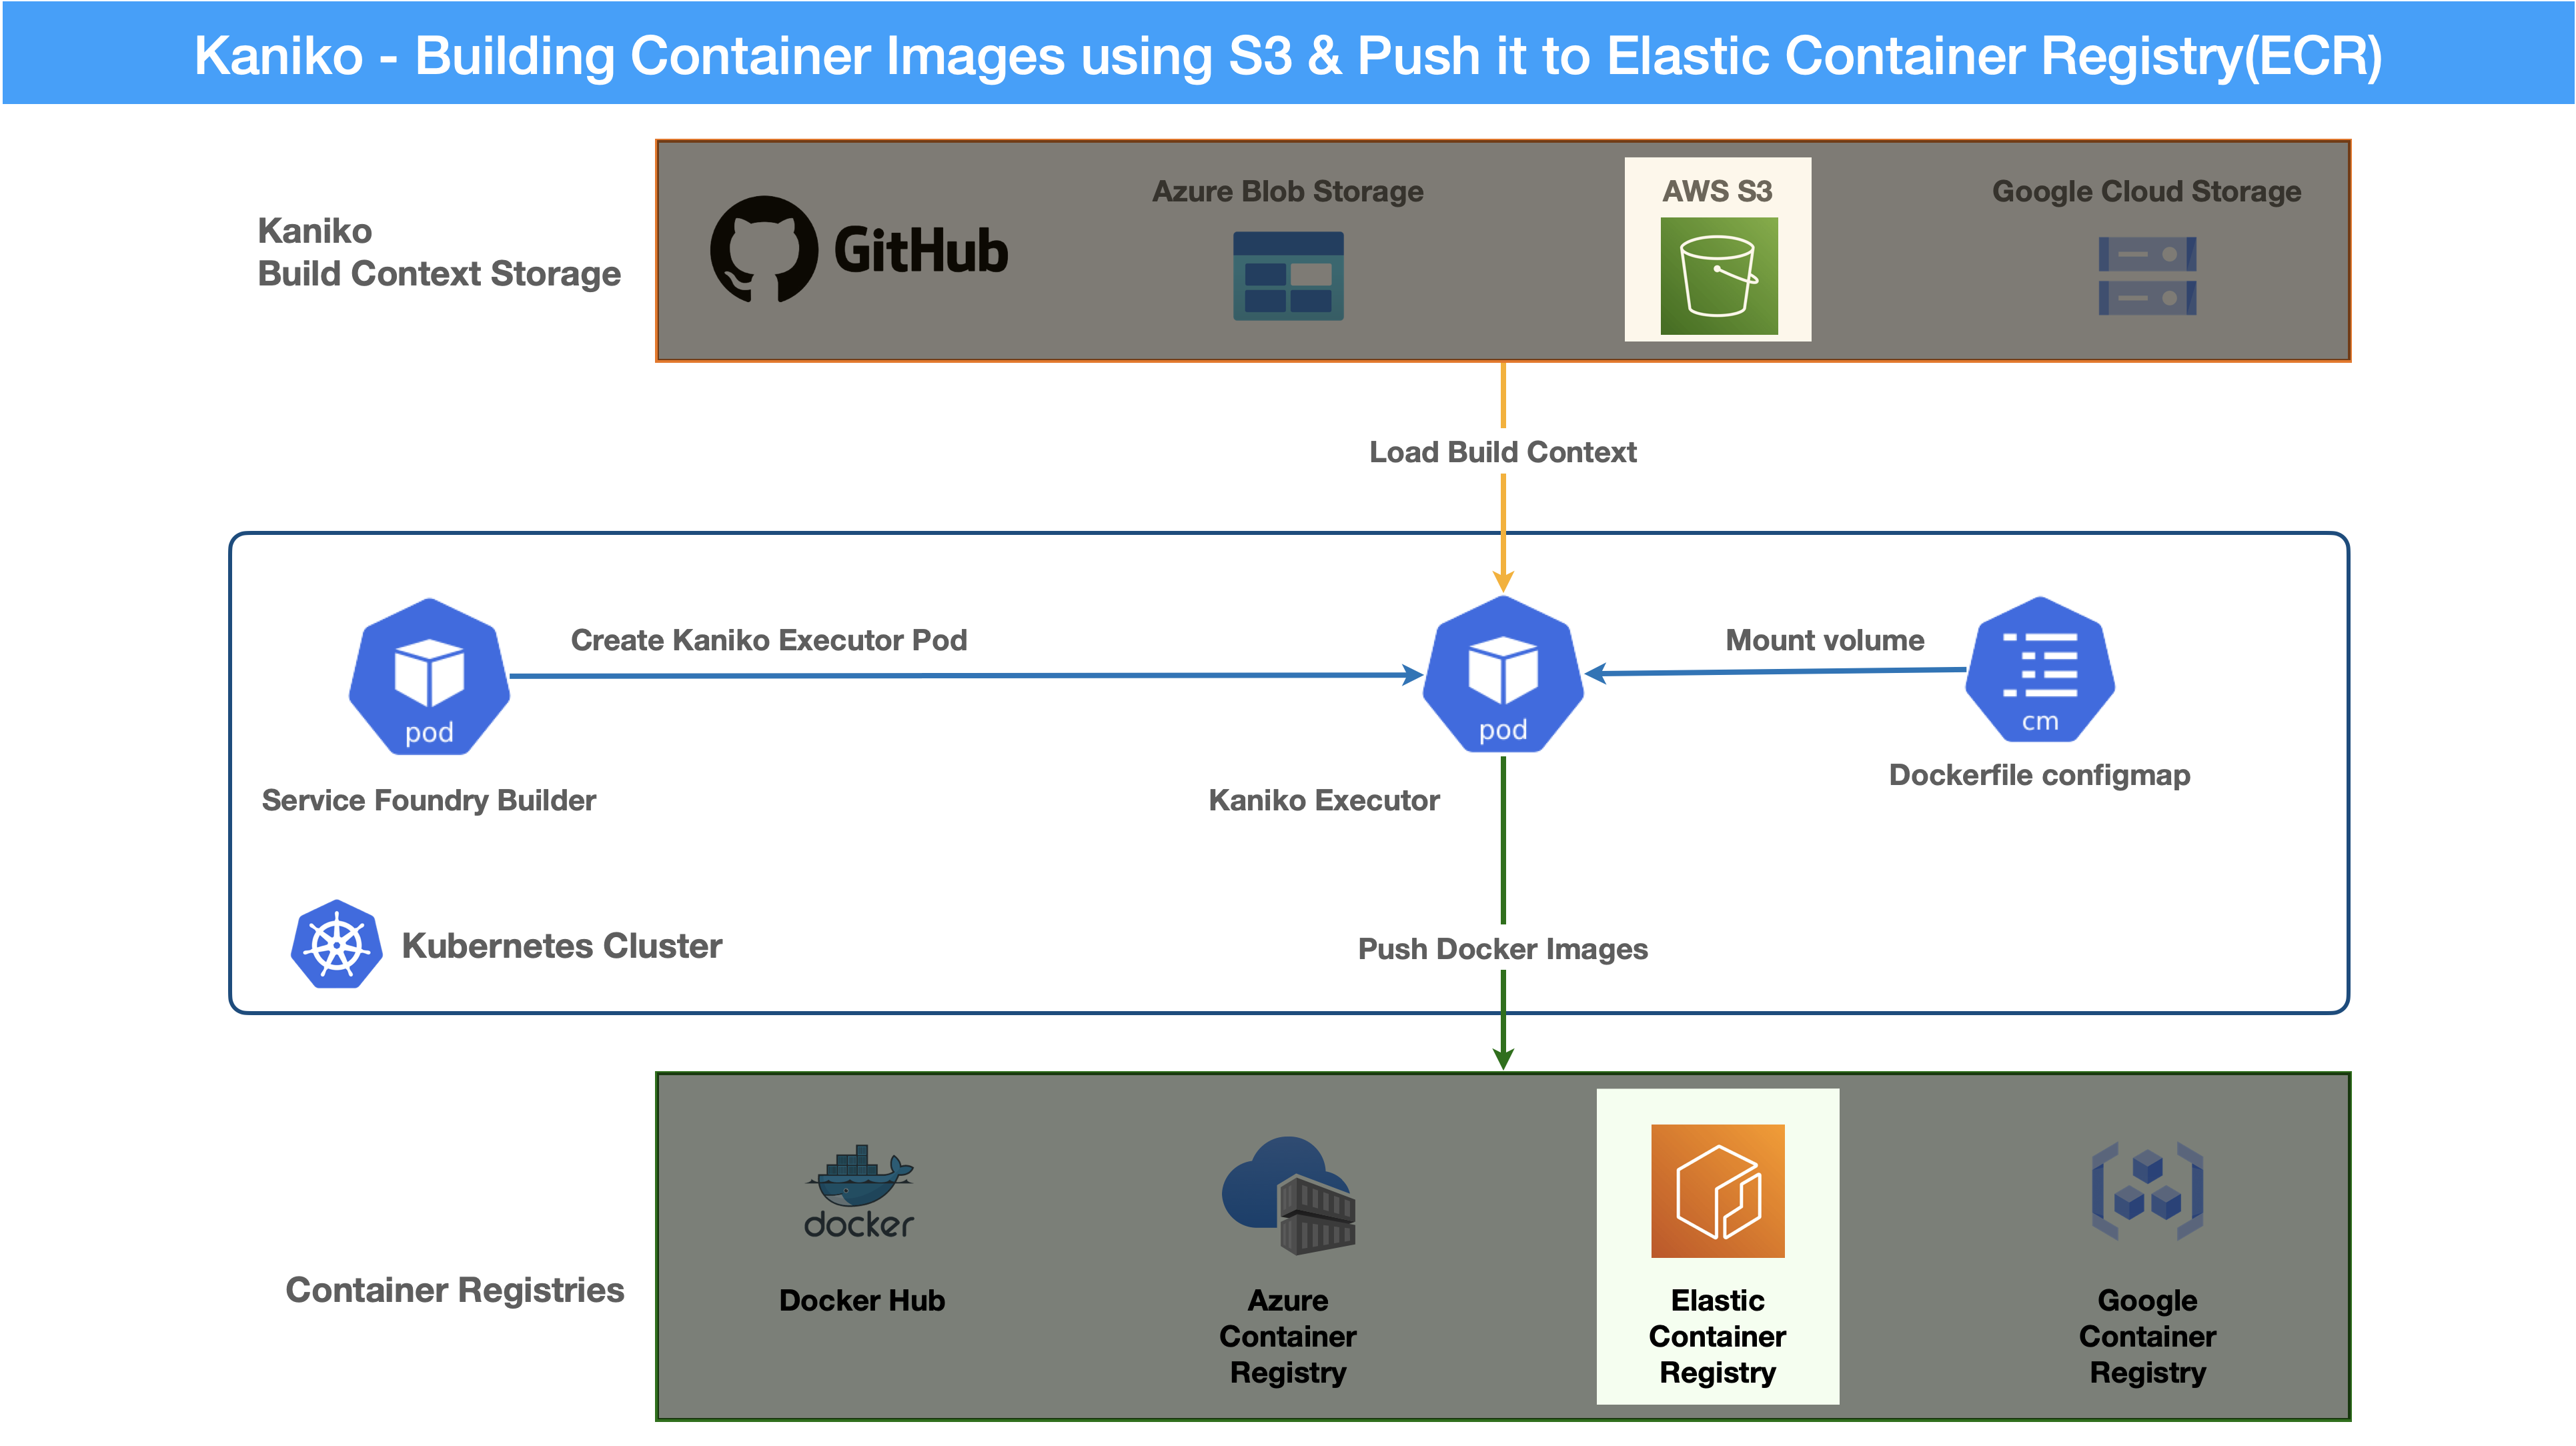 Kaniko - Building Container Images using S3 & Push it to Elastic Container Registry(ECR)
Kaniko
Build Context Storage
GitHub
Azure Blob Storage
AWS S3
Google Cloud Storage
Load Build Context
Create Kaniko Executor Pod
Mount volume
pod
pod
cm
Service Foundry Builder
Kaniko Executor
Dockerfile configmap
Kubernetes Cluster
Push Docker Images
Container Registries
docker
Docker Hub
Azure
Container
Registry
Elastic
Container
Registry
Google
Container
Registry